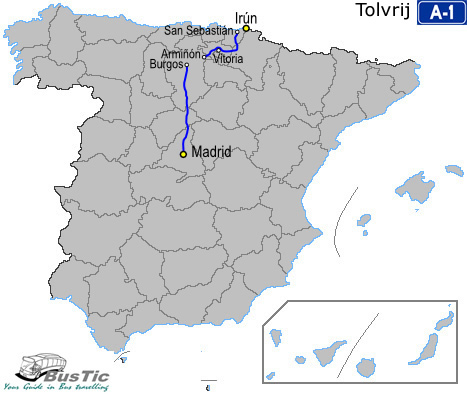 Tolvrij A-1
Irún
San Sebastián
Armiñón
Vitoria
Burgos
Madrid
BusTic
Your Guide in Bus travelling